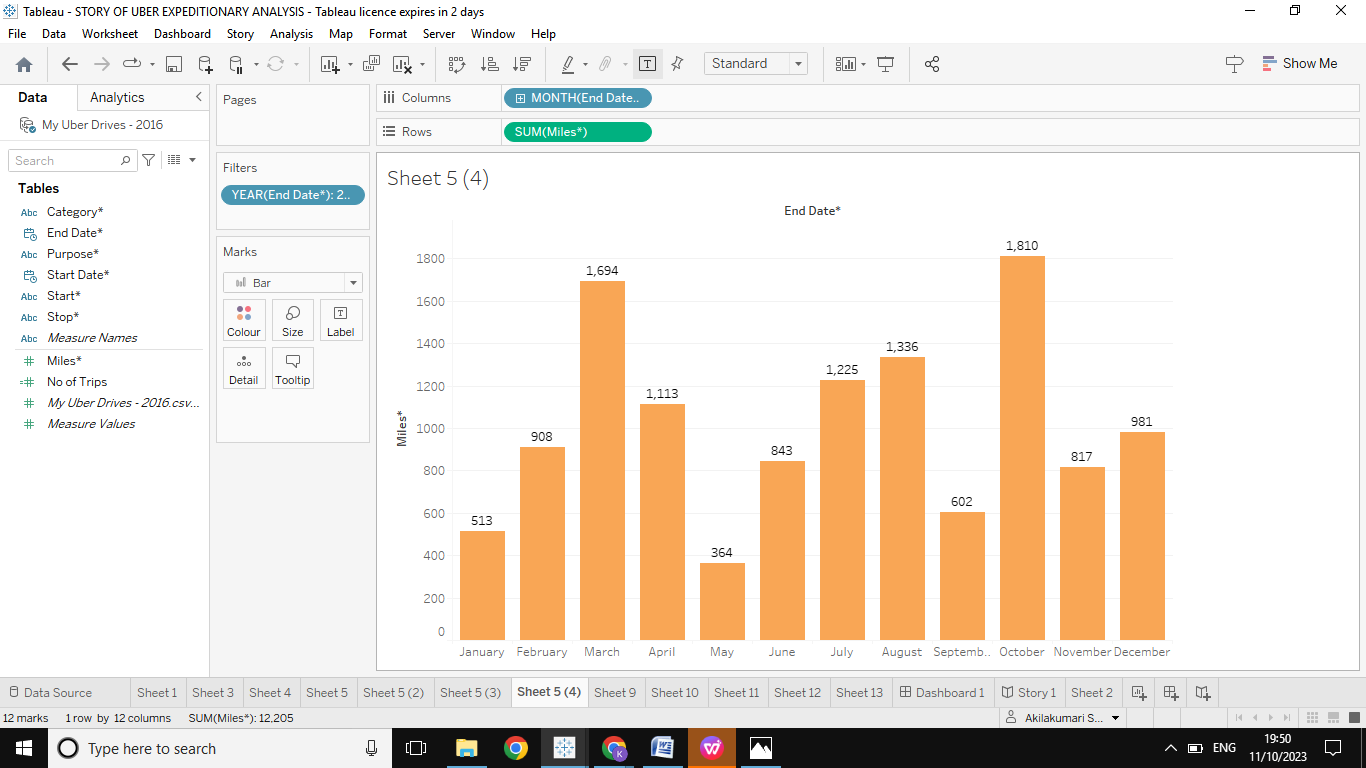 Tableau - STORY OF UBER EXPEDITIONARY ANALYSIS - Tableau licence expires in 2 days
File Data Worksheet Dashboard Story Analysis Map Format Server Window Help
Standard
Show Me
Data Analytics
My Uber Drives - 2016
Search
Tables
Abc Category*
End Date*
Abc Purpose*
Start Date*
Abc Start*
Abc Stop*
Abc Measure Names
# Miles*
=# No of Trips
# My Uber Drives - 2016.csv...
# Measure Values
Pages
Filters
YEAR(End Date*): 2..
Marks
Bar
Colour Size Label
Detail Tooltip
Columns MONTH(End Date..
Rows SUM(Miles*)
Sheet 5 (4)
End Date*
Miles*
1800
1600
1400
1200
1000
800
600
400
200
0
513 908 1,694 1,113 364 843 1,225 1,336 602 1,810 817 981
January February March April May June July August Septemb.. October November December
Data Source Sheet 1 Sheet 3 Sheet 4 Sheet 5 Sheet 5 (2) Sheet 5 (3) Sheet 5 (4) Sheet 9 Sheet 10 Sheet 11 Sheet 12 Sheet 13 Dashboard 1 Story 1 Sheet 2
12 marks 1 row by 12 columns SUM(Miles*): 12,205 Akilakumari S...
Type here to search
K
W
ENG
19:50
11/10/2023